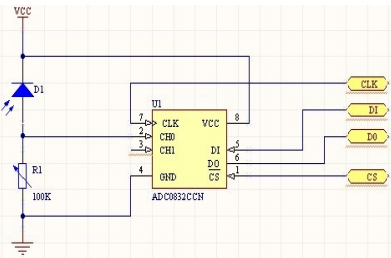 VCC
D1
R1
100K
U1
7 CLK
2 CH0
3 CH1
4 GND
VCC 8
DI 5
DO 6
CS 1
ADC0832CCN
CLK
DI
DO
CS